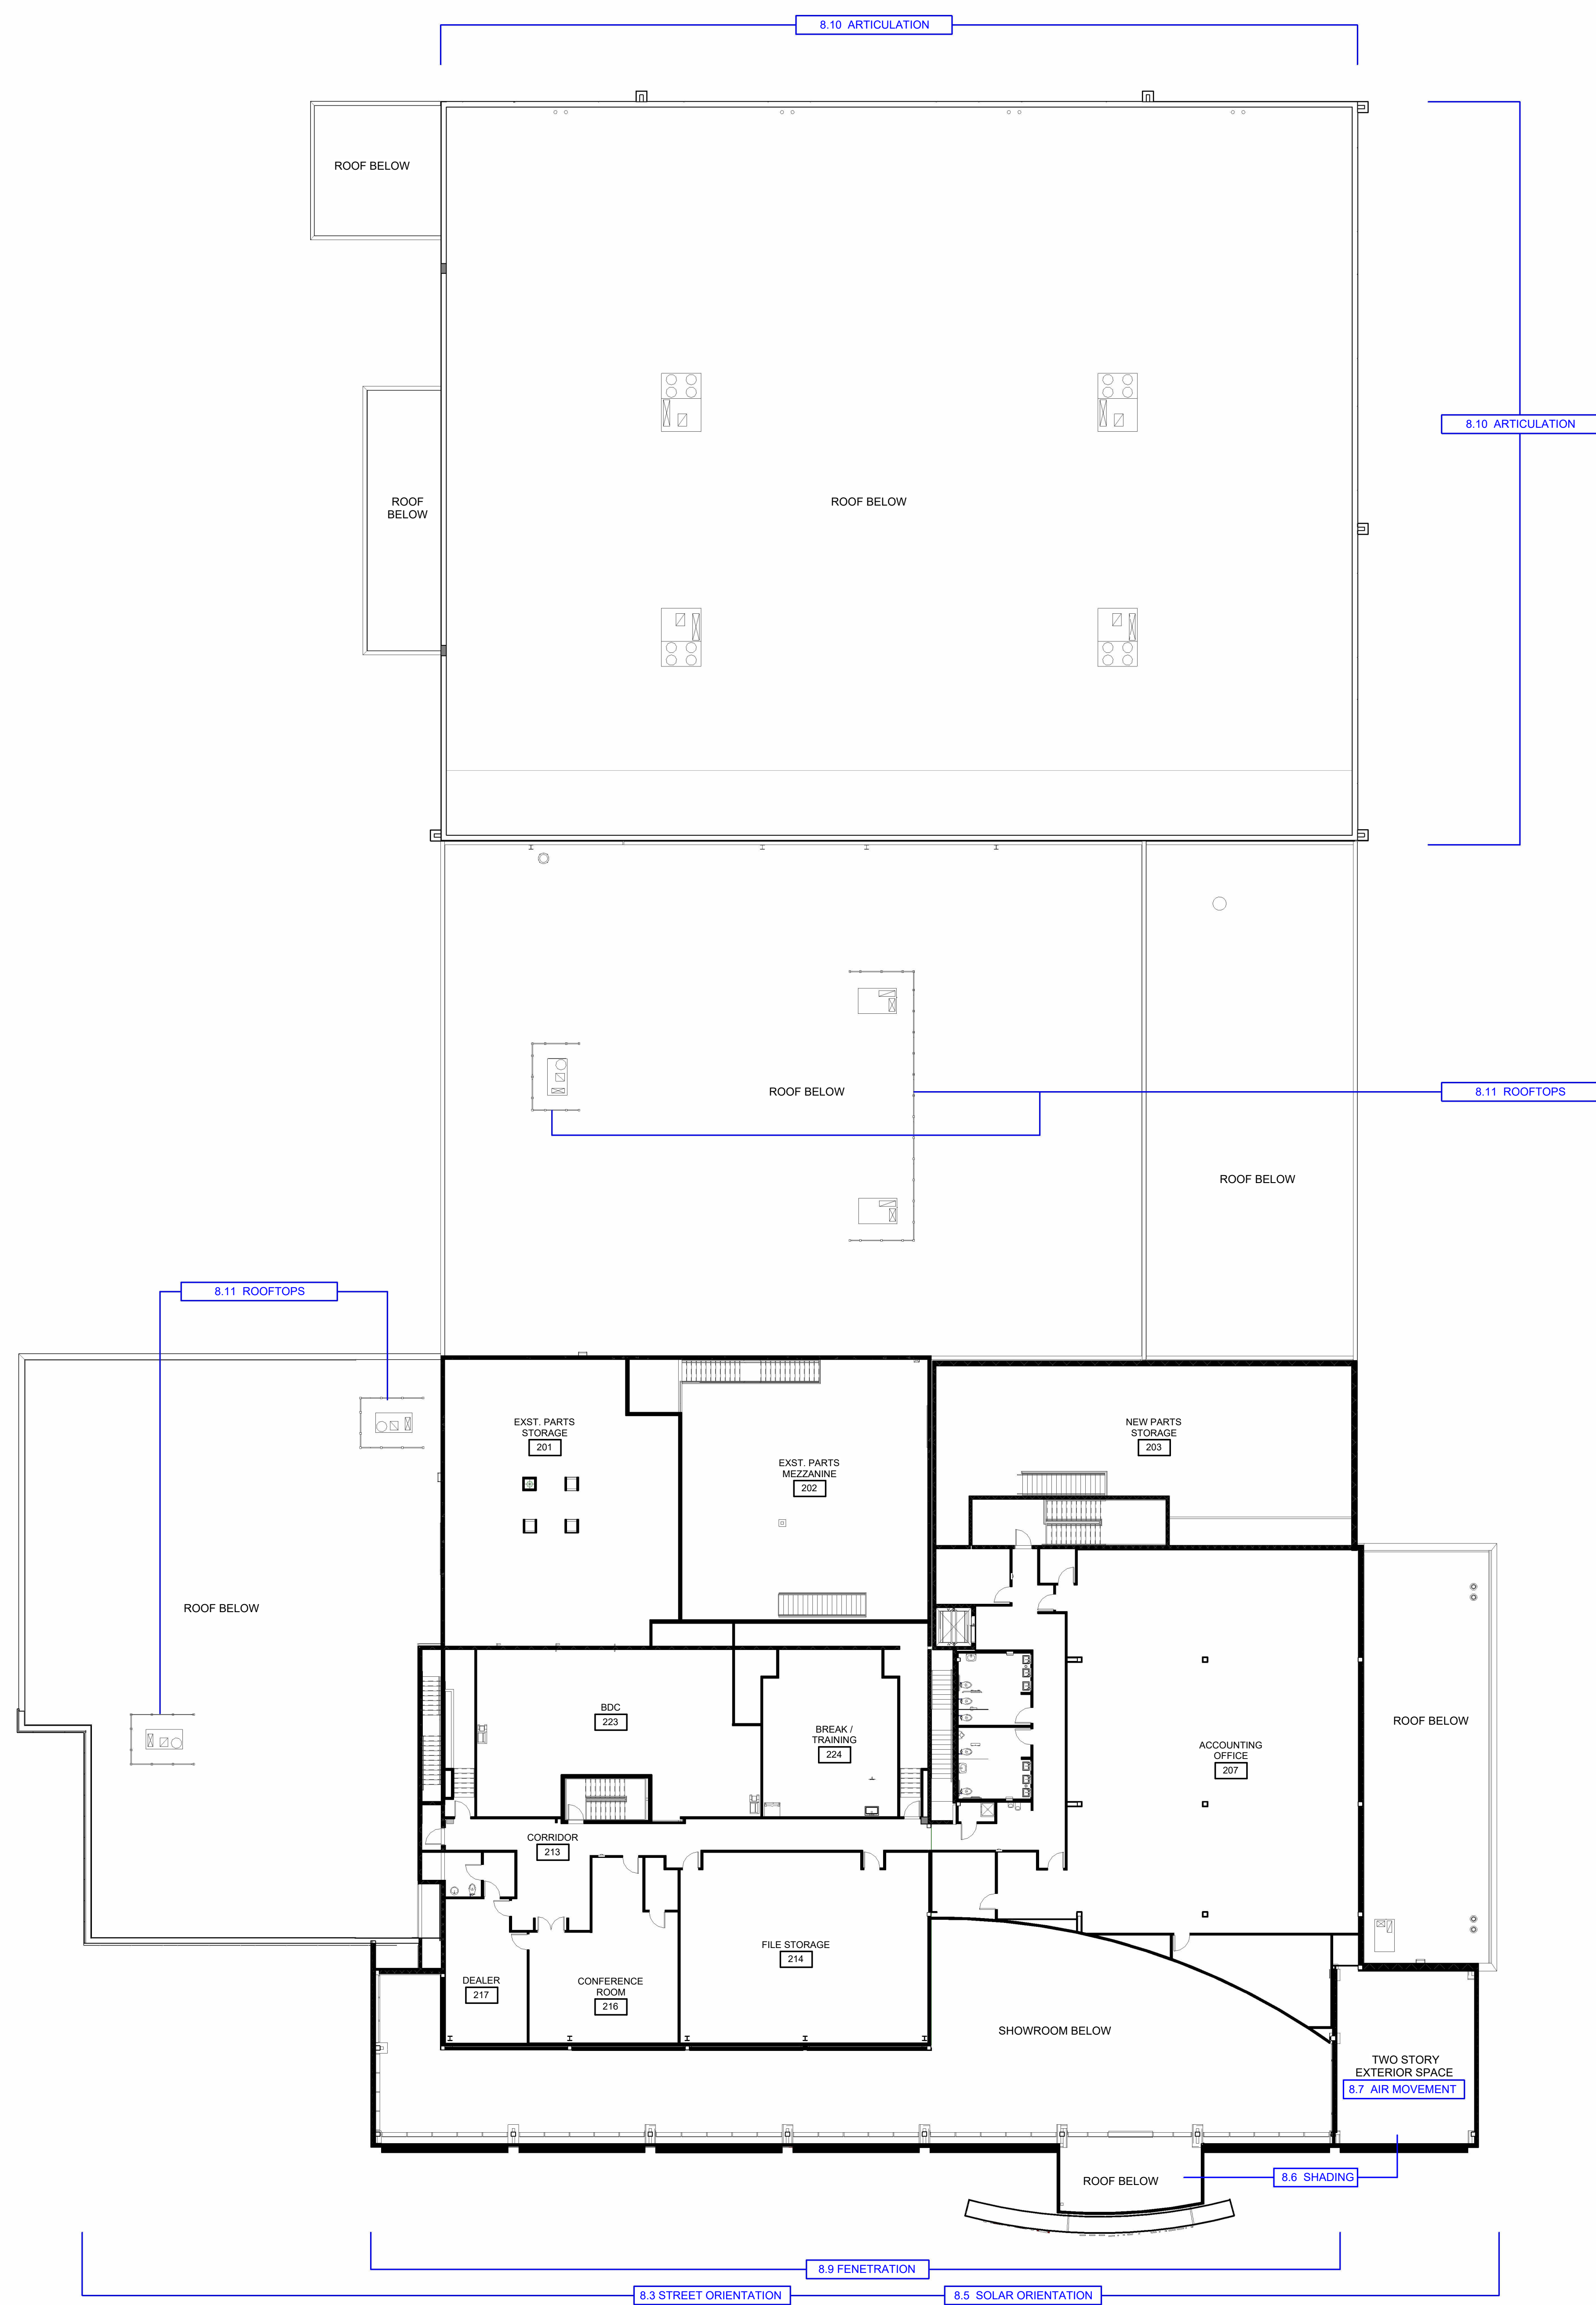 8.10 ARTICULATION
ROOF BELOW
8.10 ARTICULATION
ROOF
BELOW
ROOF BELOW
ROOF BELOW
8.11 ROOFTOPS
ROOF BELOW
8.11 ROOFTOPS
EXST. PARTS
STORAGE
201
EXST. PARTS
MEZZANINE
202
NEW PARTS
STORAGE
203
ROOF BELOW
BDC
223
BREAK /
TRAINING
224
ACCOUNTING
OFFICE
207
ROOF BELOW
CORRIDOR
213
FILE STORAGE
214
DEALER
217
CONFERENCE
ROOM
216
SHOWROOM BELOW
TWO STORY
EXTERIOR SPACE
8.7 AIR MOVEMENT
ROOF BELOW
8.6 SHADING
8.9 FENETRATION
8.3 STREET ORIENTATION
8.5 SOLAR ORIENTATION